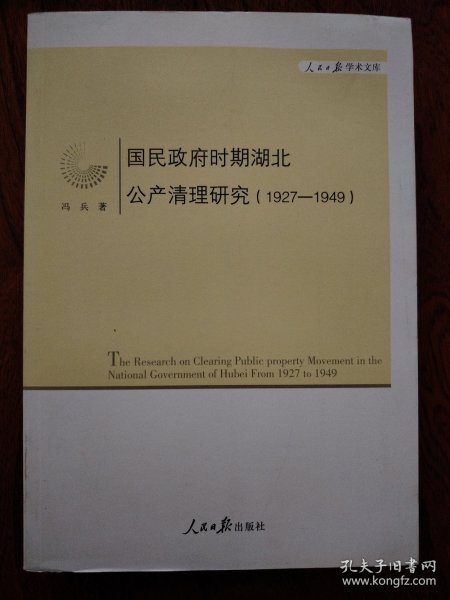 人民日报学术文库
国民政府时期湖北
公产清理研究（1927—1949）
冯 兵 著
The Research on Clearing Public property Movement in the
National Government of Hubei From 1927 to 1949
人民日报出版社
孔夫子旧书网
www.kongfz.com